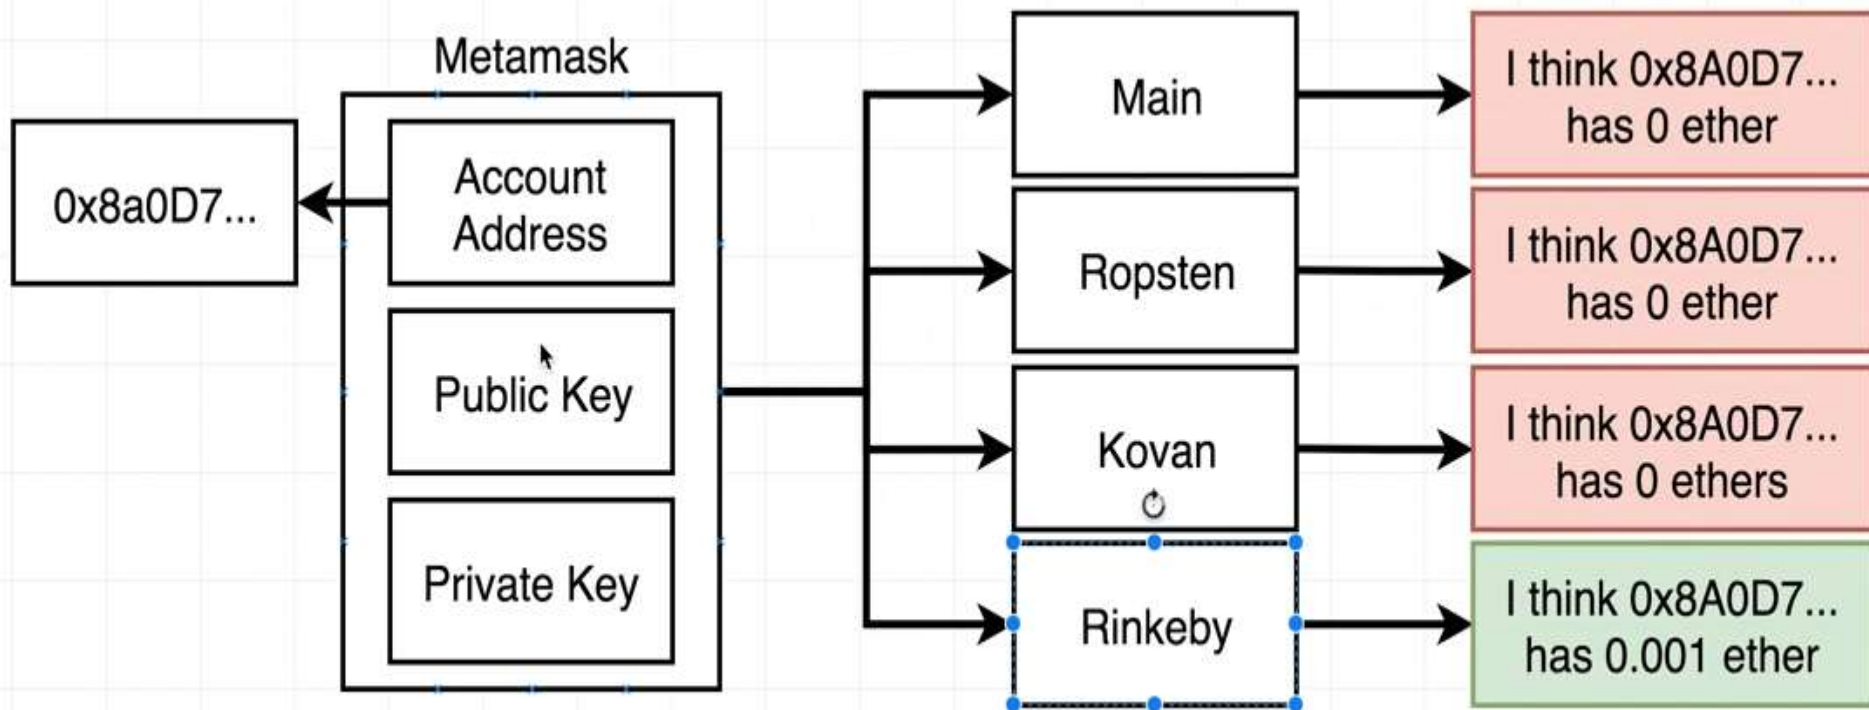 Metamask
0x8a0D7...
Account
Address
Public Key
Private Key
Main
Ropsten
Kovan
Rinkeby
I think 0x8A0D7...
has 0 ether
I think 0x8A0D7...
has 0 ether
I think 0x8A0D7...
has 0 ethers
I think 0x8A0D7...
has 0.001 ether